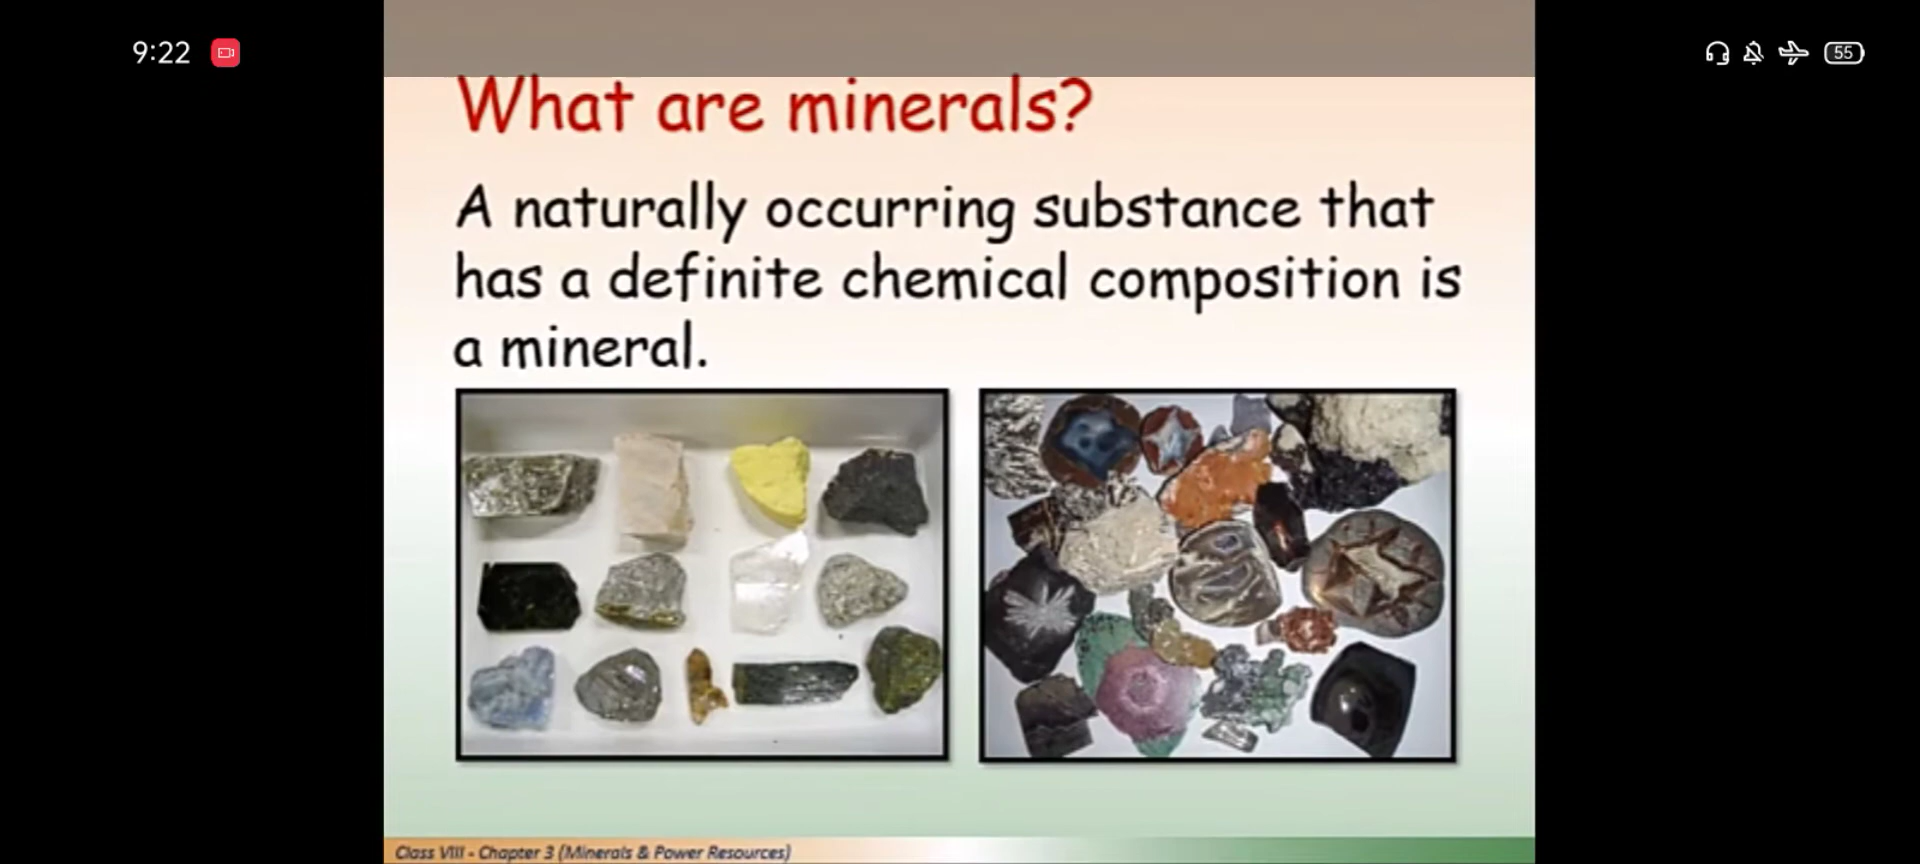 9:22
55
What are minerals?
A naturally occurring substance that
has a definite chemical composition is
a mineral.
Class VIII - Chapter 3 (Minerals & Power Resources)